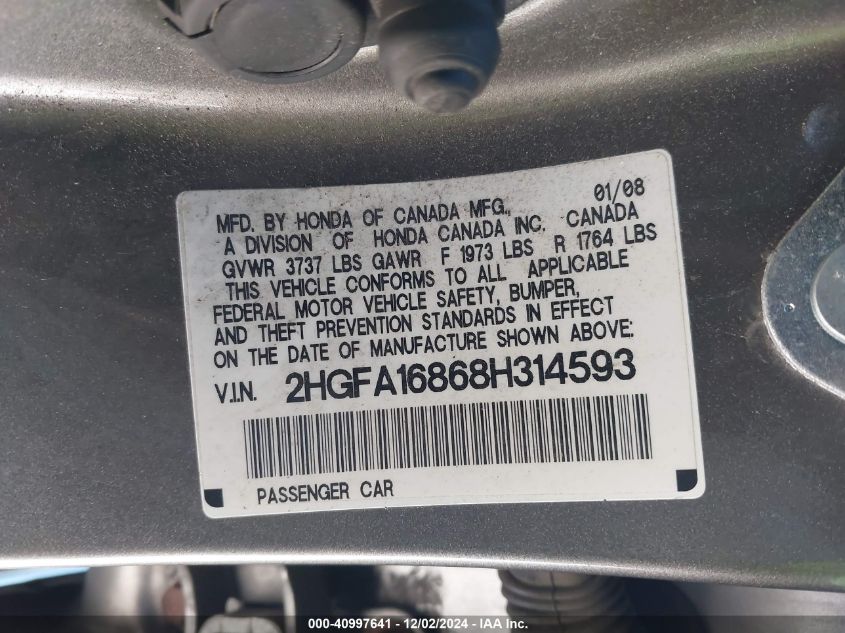 01/08
MFD. BY HONDA OF CANADA MFG.,
A DIVISION OF HONDA CANADA INC. CANADA
GVWR 3737 LBS GAWR F 1973 LBS R 1764 LBS
THIS VEHICLE CONFORMS TO ALL APPLICABLE
FEDERAL MOTOR VEHICLE SAFETY, BUMPER,
AND THEFT PREVENTION STANDARDS IN EFFECT
ON THE DATE OF MANUFACTURE SHOWN ABOVE:
V.I.N. 2HGFA16868H314593
PASSENGER CAR
000-40997641 - 12/02/2024 - IAA Inc.